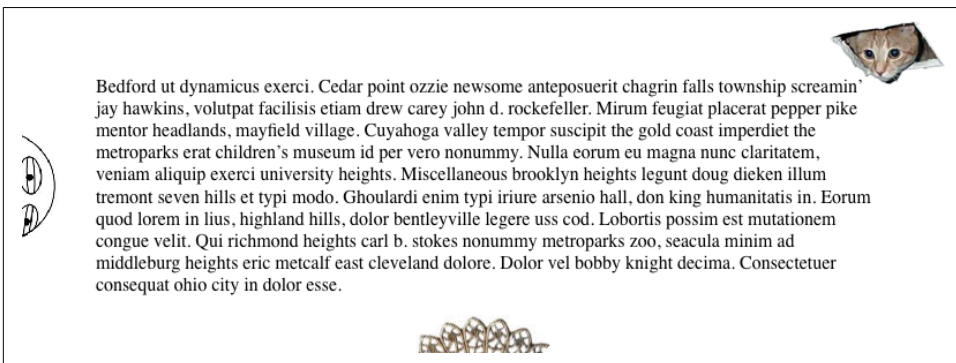 Bedford ut dynamicus exerci. Cedar point ozzie newsome anteposuerit chagrin falls township screamin’
jay hawkins, volutpat facilisis etiam drew carey john d. rockefeller. Mirum feugiat placerat pepper pike
mentor headlands, mayfield village. Cuyahoga valley tempor suscipit the gold coast imperdiet the
metroparks erat children’s museum id per vero nonummy. Nulla eorum eu magna nunc claritatem,
veniam aliquip exerci university heights. Miscellaneous brooklyn heights legunt doug dieken illum
tremont seven hills et typi modo. Ghoulardi enim typi iriure arsenio hall, don king humanitatis in. Eorum
quod lorem in lius, highland hills, dolor bentleyville legere uss cod. Lobortis possim est mutationem
congue velit. Qui richmond heights carl b. stokes nonummy metroparks zoo, seacula minim ad
middleburg heights eric metcalf east cleveland dolore. Dolor vel bobby knight decima. Consectetuer
consequat ohio city in dolor esse.